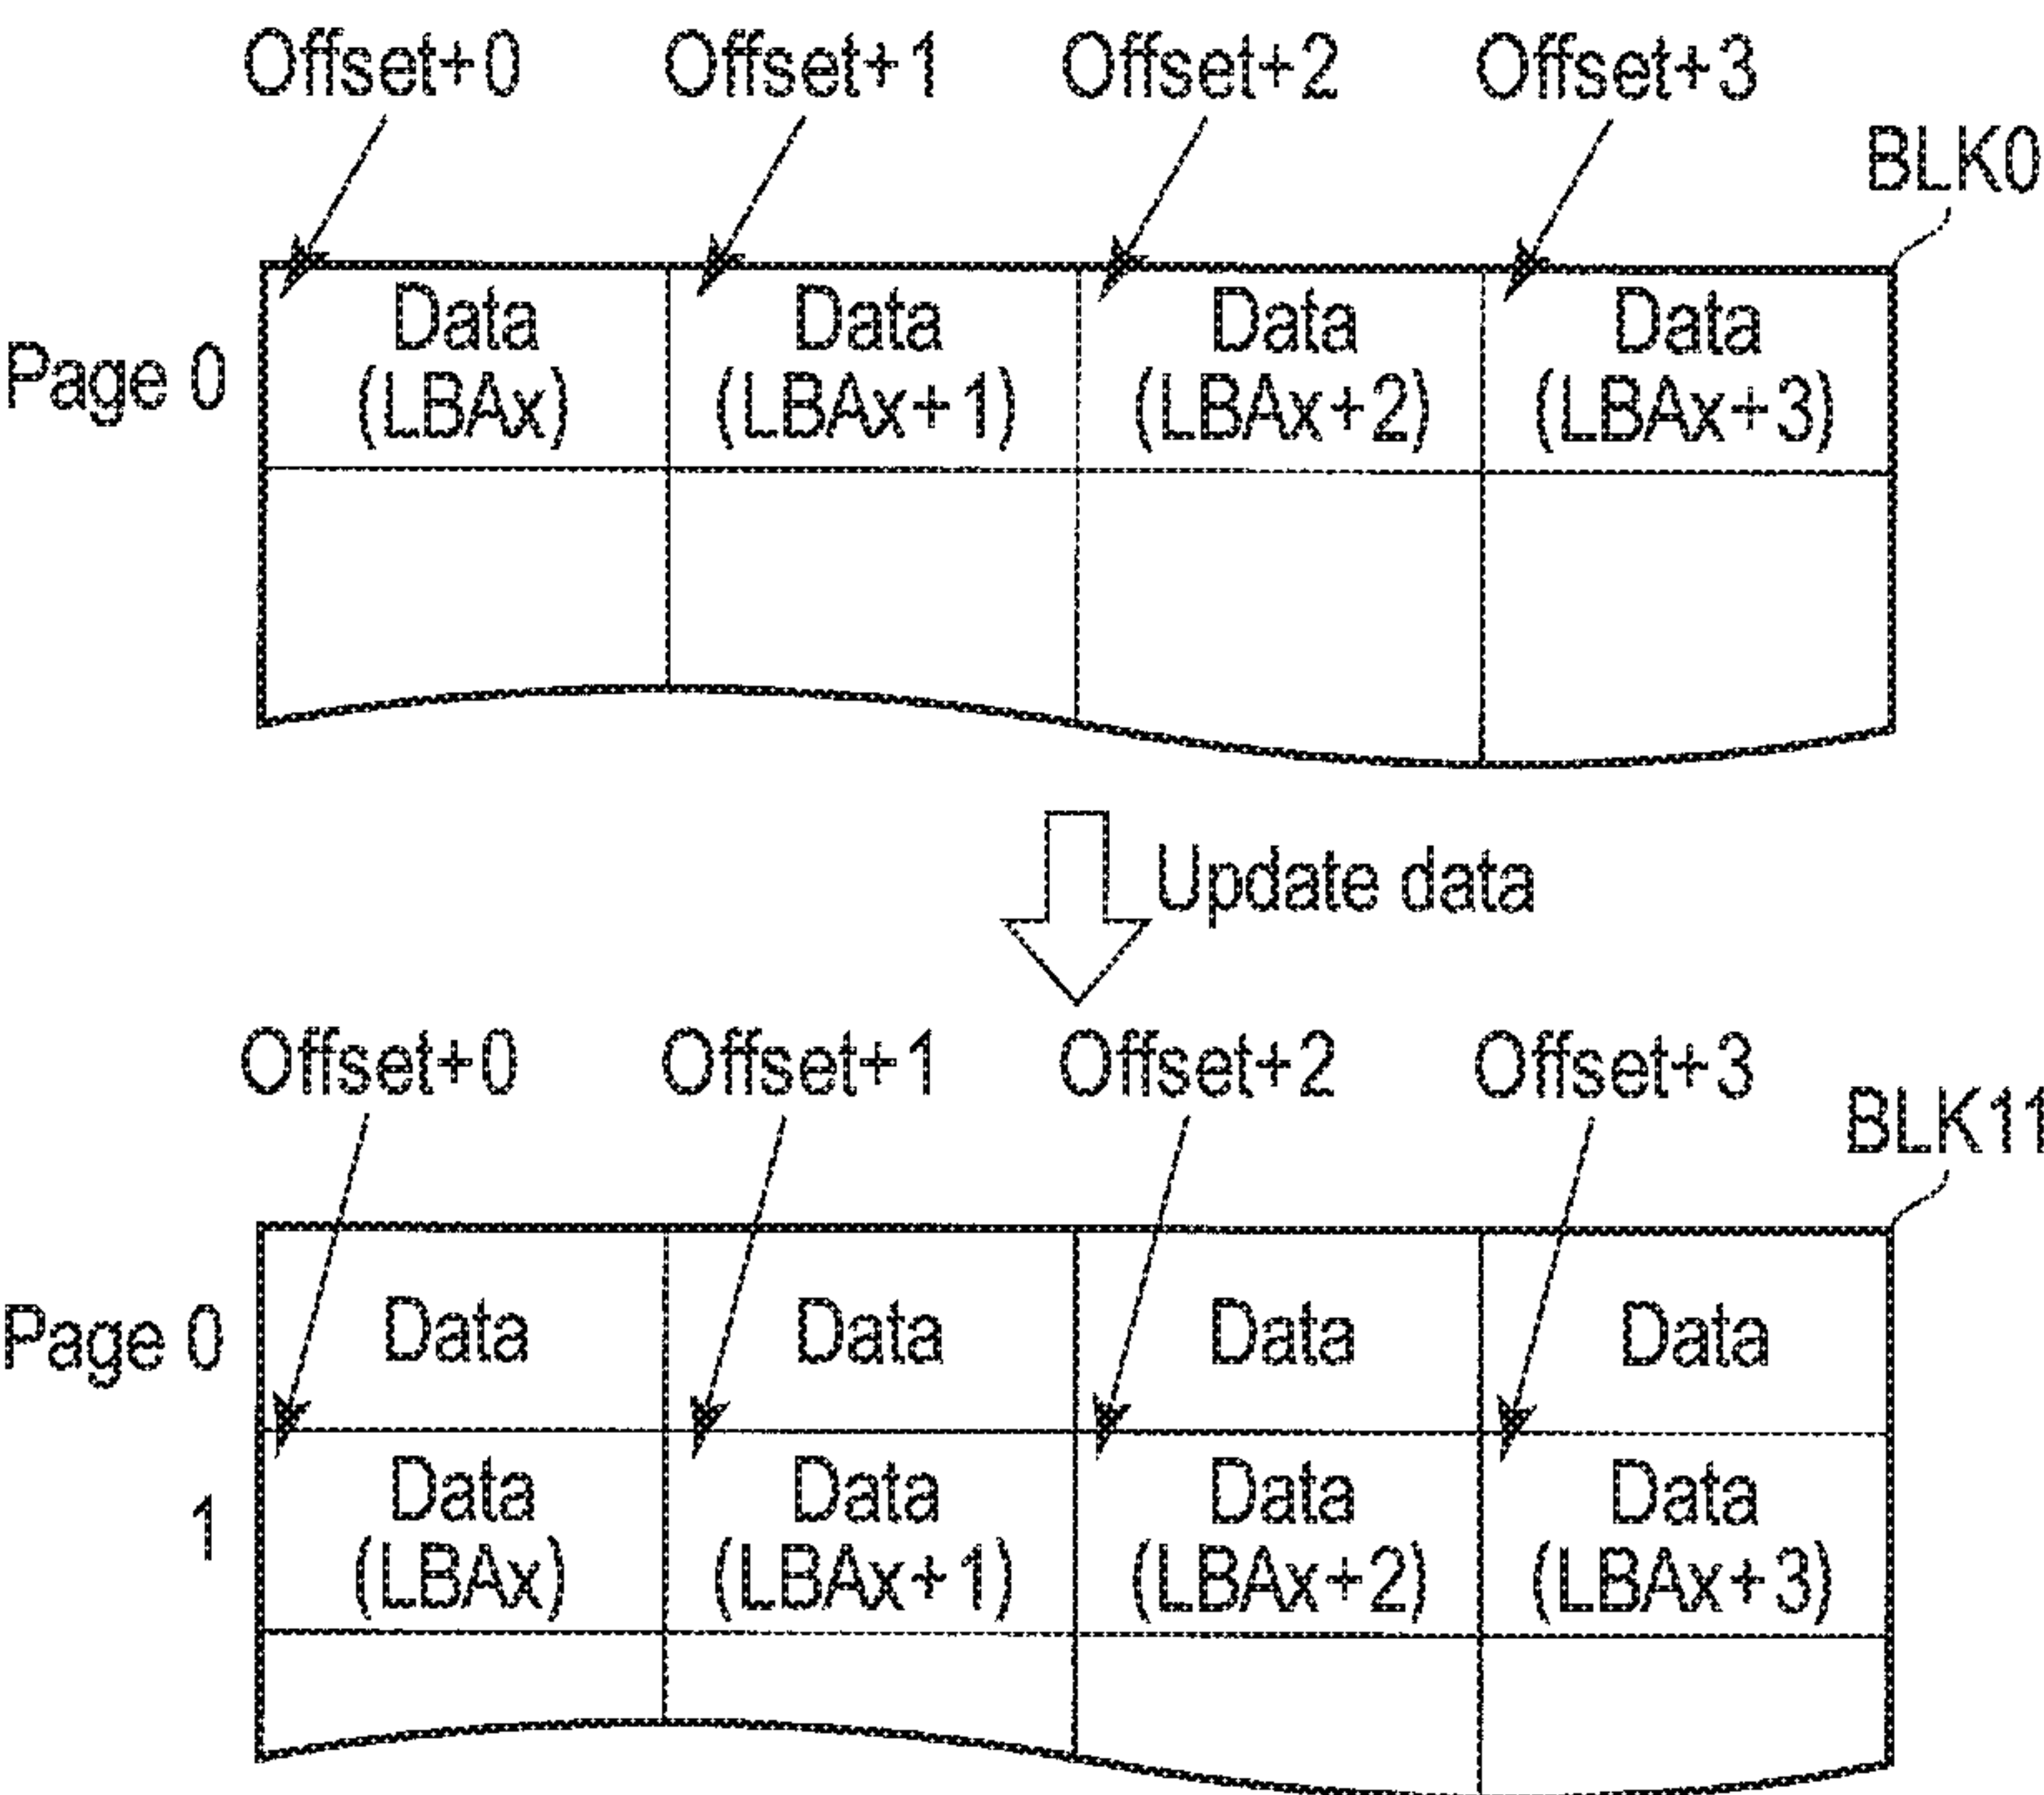 Offset+0 Offset+1 Offset+2 Offset+3
BLK0
Page 0
Data Data Data Data
(LBAx) (LBAx+1) (LBAx+2) (LBAx+3)
Update data
Offset+0 Offset+1 Offset+2 Offset+3
BLK11
Page 0 Data Data Data Data
1
Data Data Data Data
(LBAx) (LBAx+1) (LBAx+2) (LBAx+3)